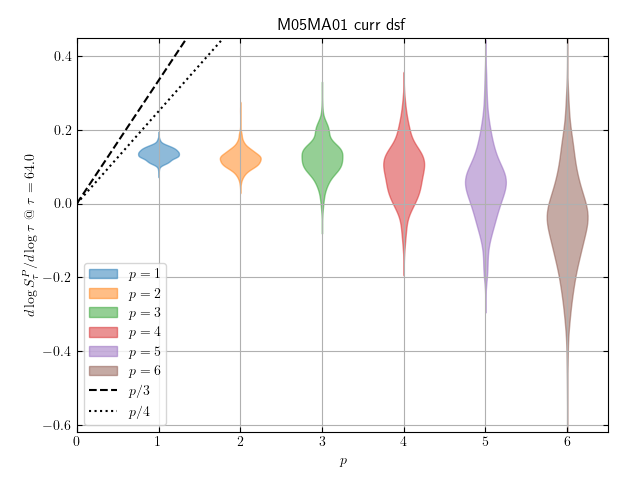 M05MA01 curr dsf
d log S_τ^P / d log τ @ τ = 64.0
0.4
0.2
0.0
−0.2
−0.4
−0.6
p = 1
p = 2
p = 3
p = 4
p = 5
p = 6
p/3
p/4
0 1 2 3 4 5 6
p